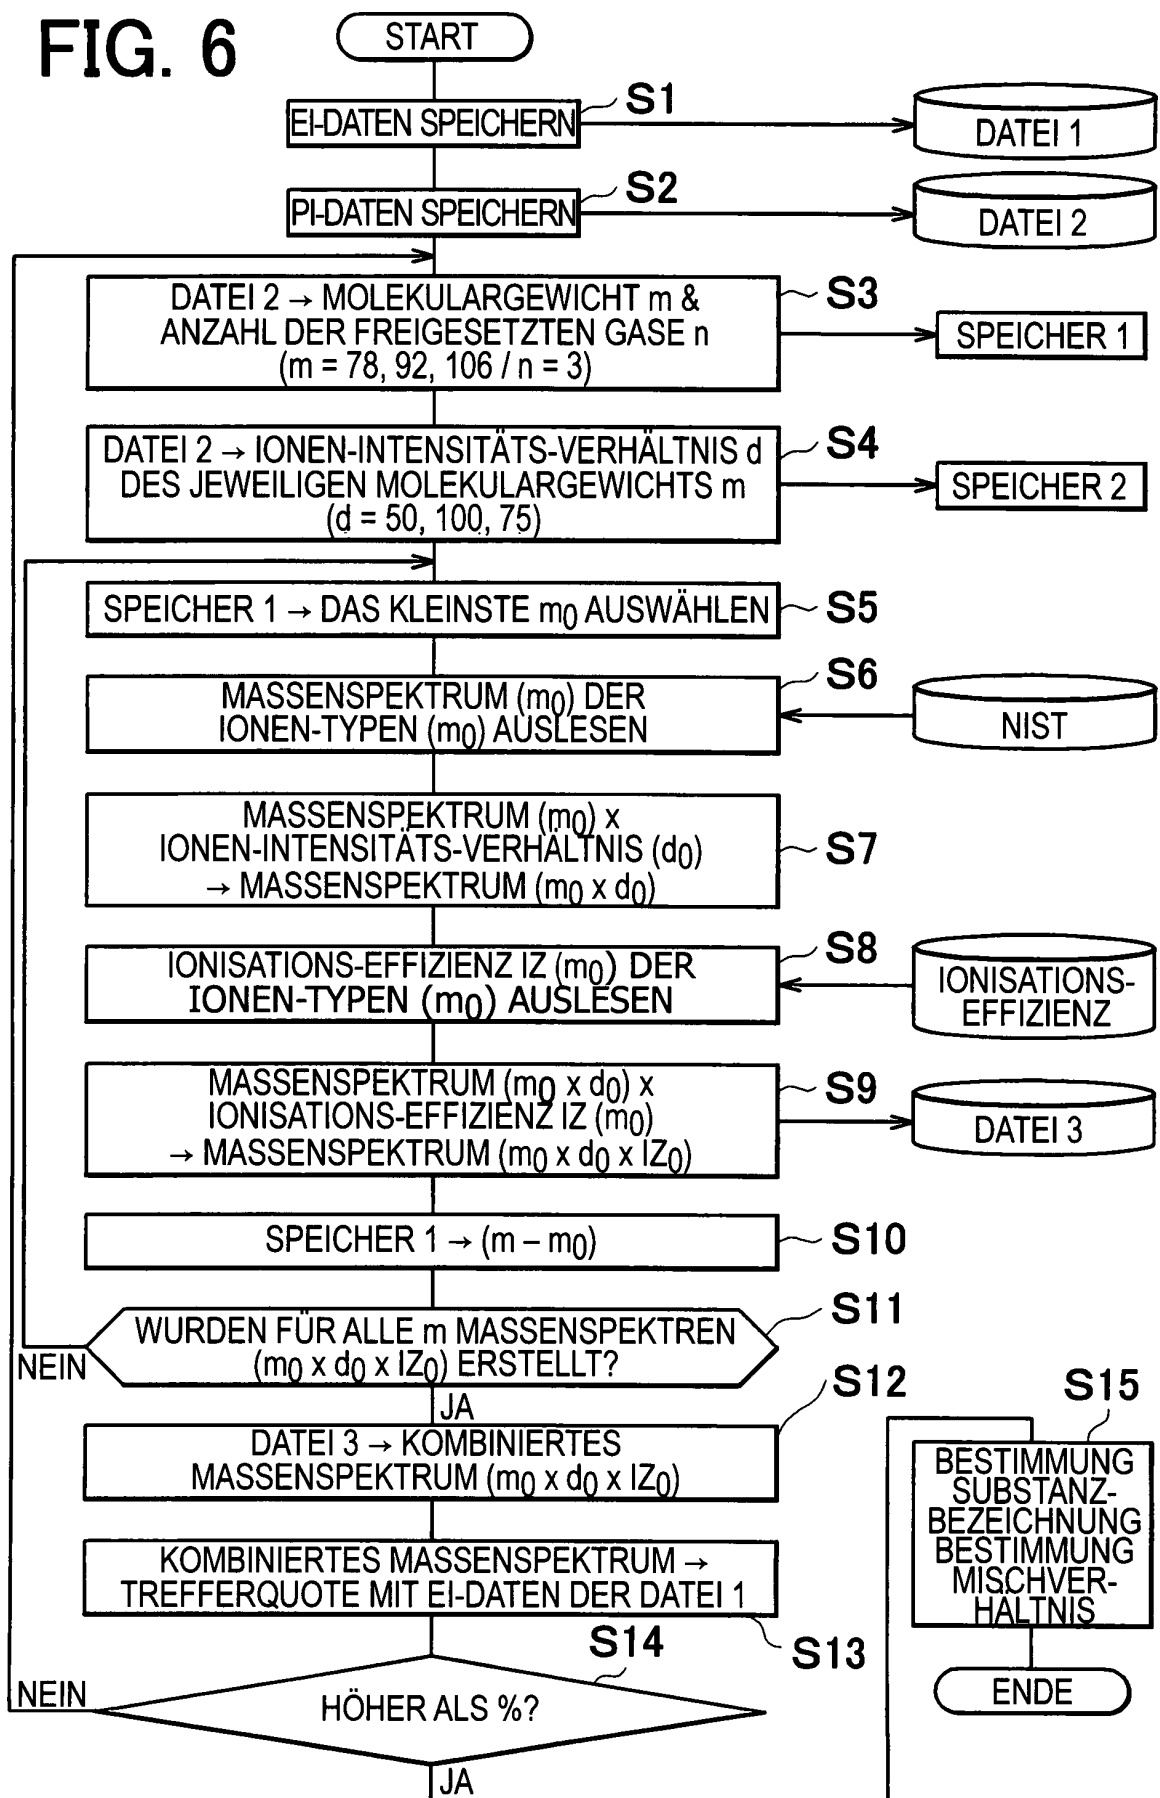 FIG. 6
START
EI-DATEN SPEICHERN
S1
DATEI 1
PI-DATEN SPEICHERN
S2
DATEI 2
DATEI 2 → MOLEKULARGEWICHT m &
ANZAHL DER FREIGESETZTEN GASE n
(m = 78, 92, 106 / n = 3)
S3
SPEICHER 1
DATEI 2 → IONEN-INTENSITÄTS-VERHÄLTNIS d
DES JEWEILIGEN MOLEKULARGEWICHTS m
(d = 50, 100, 75)
S4
SPEICHER 2
SPEICHER 1 → DAS KLEINSTE m0 AUSWÄHLEN
S5
MASSENSPEKTRUM (m0) DER
IONEN-TYPEN (m0) AUSLESEN
S6
NIST
MASSENSPEKTRUM (m0) x
IONEN-INTENSITÄTS-VERHÄLTNIS (d0)
→ MASSENSPEKTRUM (m0 x d0)
S7
IONISATIONS-EFFIZIENZ IZ (m0) DER
IONEN-TYPEN (m0) AUSLESEN
S8
IONISATIONS-
EFFIZIENZ
MASSENSPEKTRUM (m0 x d0) x
IONISATIONS-EFFIZIENZ IZ (m0)
→ MASSENSPEKTRUM (m0 x d0 x IZ0)
S9
DATEI 3
SPEICHER 1 → (m – m0)
S10
WURDEN FÜR ALLE m MASSENSPEKTREN
(m0 x d0 x IZ0) ERSTELLT?
S11
NEIN
JA
DATEI 3 → KOMBINIERTES
MASSENSPEKTRUM (m0 x d0 x IZ0)
S12
KOMBINIERTES MASSENSPEKTRUM →
TREFFERQUOTE MIT EI-DATEN DER DATEI 1
S13
HÖHER ALS %?
S14
NEIN
JA
S15
BESTIMMUNG
SUBSTANZ-
BEZEICHNUNG
BESTIMMUNG
MISCHVER-
HÄLTNIS
ENDE